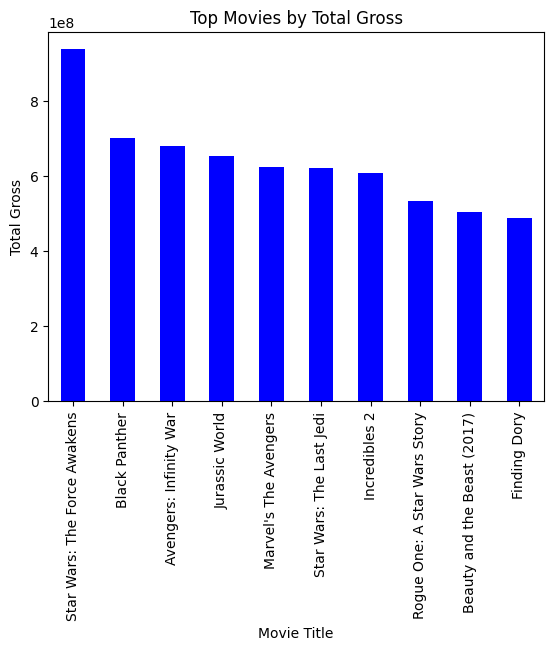 Top Movies by Total Gross
1e8
8
6
4
2
0
Total Gross
Star Wars: The Force Awakens
Black Panther
Avengers: Infinity War
Jurassic World
Marvel's The Avengers
Star Wars: The Last Jedi
Incredibles 2
Rogue One: A Star Wars Story
Beauty and the Beast (2017)
Finding Dory
Movie Title